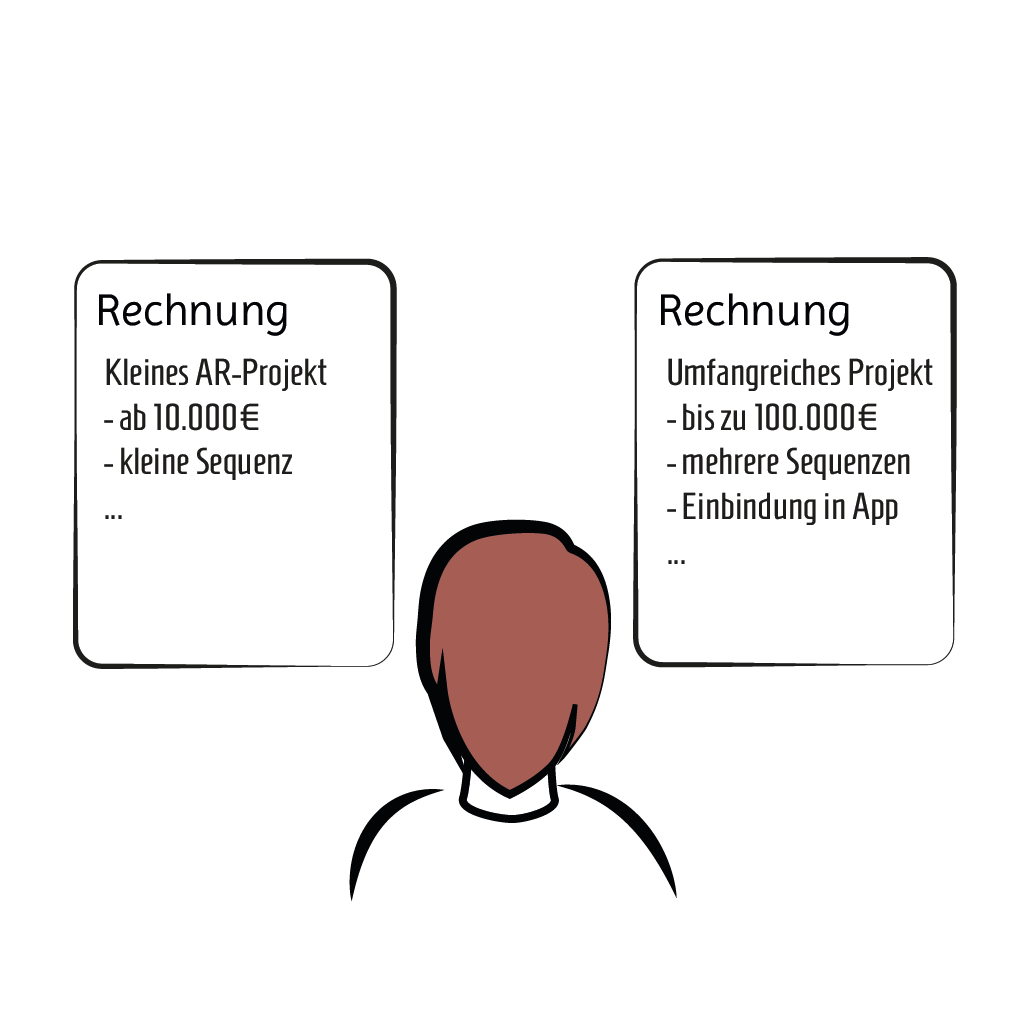 Rechnung
Kleines AR-Projekt
- ab 10.000€
- kleine Sequenz
...
Rechnung
Umfangreiches Projekt
- bis zu 100.000€
- mehrere Sequenzen
- Einbindung in App
...